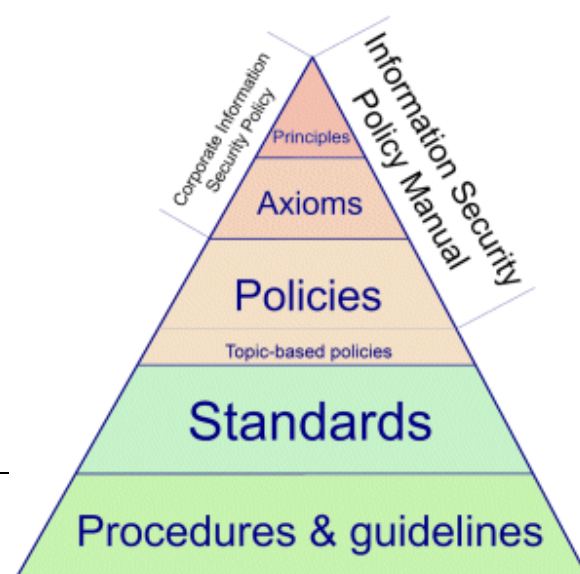 Corporate Information
Security Policy
Information Security
Policy Manual
Principles
Axioms
Policies
Topic-based policies
Standards
Procedures & guidelines